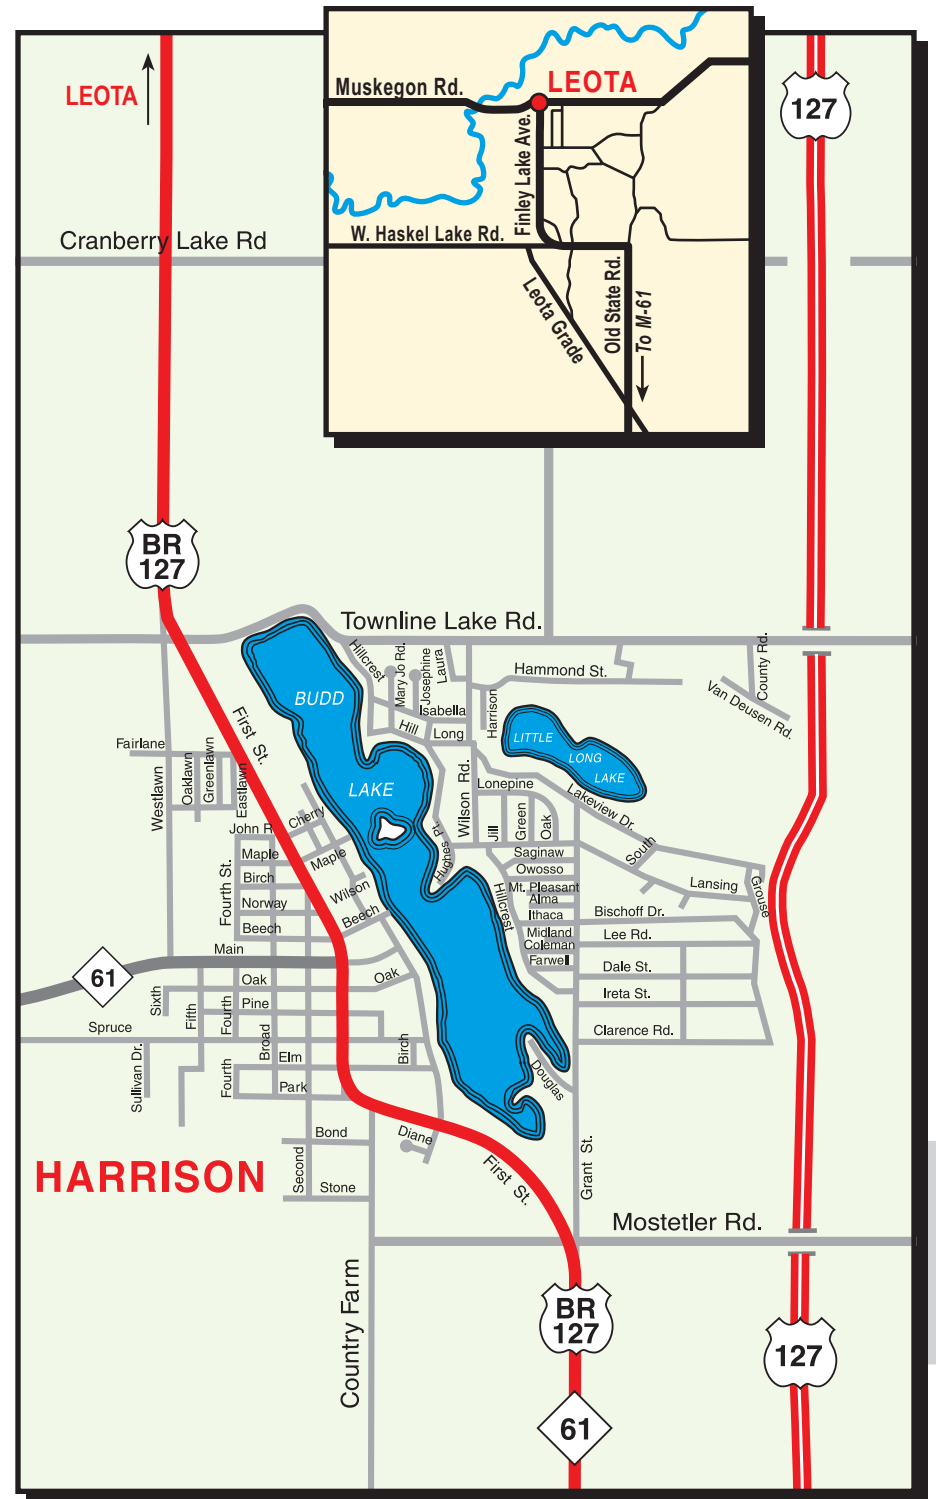 LEOTA
Muskegon Rd.
LEOTA
Finley Lake Ave.
W. Haskel Lake Rd.
Leota Grade
Old State Rd.
To M-61
127
Cranberry Lake Rd
BR
127
Townline Lake Rd.
BUDD
LAKE
Hillcrest
Mary Jo Rd.
Josephine
Laura
Isabella
Hill
Long
Harrison
Hammond St.
County Rd.
Van Deusen Rd.
LITTLE
LONG
LAKE
First St.
Fairlane
Westlawn
Oaklawn
Greenlawn
Eastlawn
Wilson Rd.
Lonepine
Lakeview Dr.
Jill
Green
Oak
South
Hughes Pt.
John R
Cherry
Maple
Maple
Birch
Wilson
Norway
Beech
Beech
Fourth St.
Main
Saginaw
Owosso
Mt. Pleasant
Alma
Ithaca
Midland
Coleman
Farwell
Hillcrest
Lansing
Grouse
Bischoff Dr.
Lee Rd.
Dale St.
Ireta St.
Clarence Rd.
61
Oak
Oak
Sixth
Fifth
Fourth
Pine
Broad
Spruce
Birch
Elm
Sullivan Dr.
Fourth
Park
Douglas
Bond
Diane
HARRISON
Second
Stone
First St.
Grant St.
Mostetler Rd.
Country Farm
BR
127
127
61